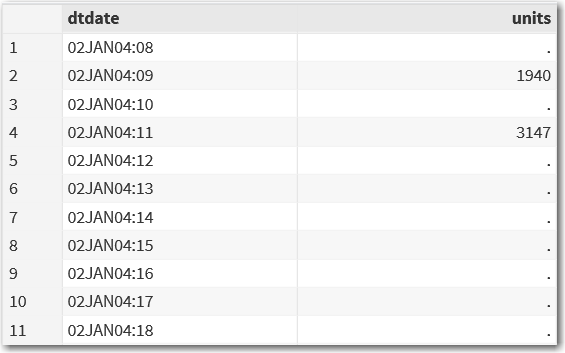 dtdate units
1 02JAN04:08 .
2 02JAN04:09 1940
3 02JAN04:10 .
4 02JAN04:11 3147
5 02JAN04:12 .
6 02JAN04:13 .
7 02JAN04:14 .
8 02JAN04:15 .
9 02JAN04:16 .
10 02JAN04:17 .
11 02JAN04:18 .